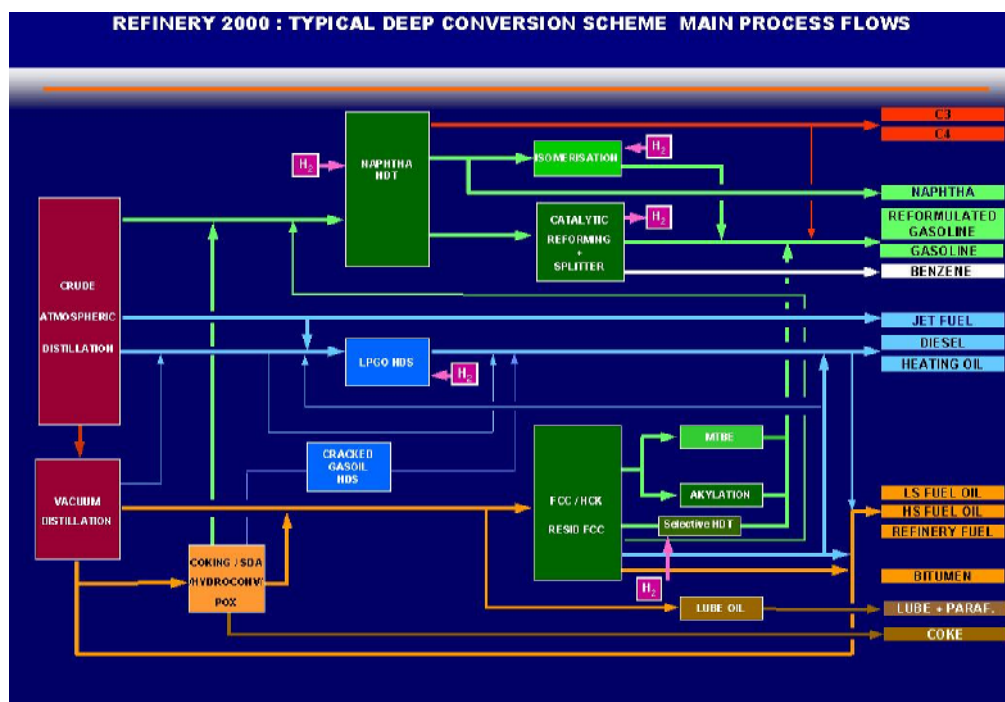 REFINERY 2000 : TYPICAL DEEP CONVERSION SCHEME MAIN PROCESS FLOWS
C3
C4
H2
NAPHTHA
HDT
ISOMERISATION
H2
NAPHTHA
CATALYTIC
REFORMING
+
SPLITTER
H2
REFORMULATED
GASOLINE
GASOLINE
BENZENE
CRUDE
ATMOSPHERIC
DISTILLATION
JET FUEL
DIESEL
HEATING OIL
LPGO HDS
H2
CRACKED
GASOIL
HDS
MTBE
AKYLATION
Selective HDT
FCC / HCK
RESID FCC
H2
VACUUM
DISTILLATION
COKING / SDA
/HYDROCONV/
POX
LS FUEL OIL
HS FUEL OIL
REFINERY FUEL
BITUMEN
LUBE OIL
LUBE + PARAF.
COKE